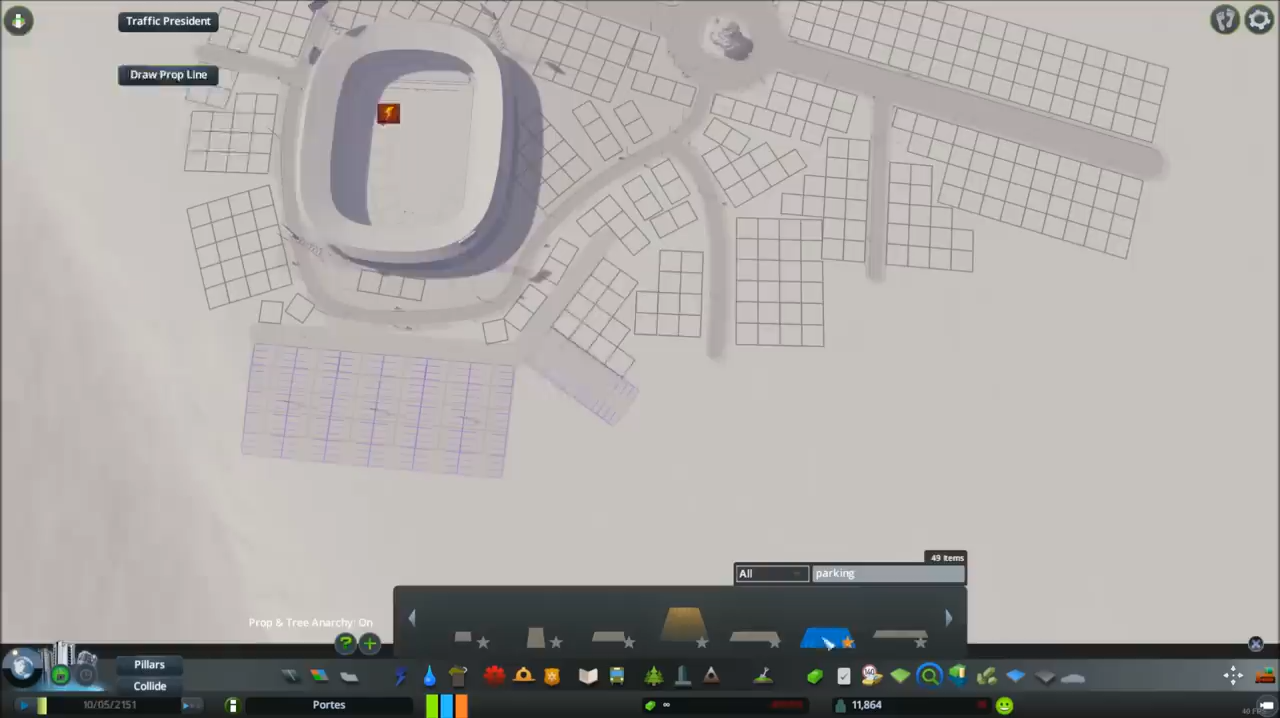 Traffic President
Draw Prop Line
49 Items
All
parking
Prop & Tree Anarchy: On
Pillars
Collide
10/05/2151
Portes
∞
11,864